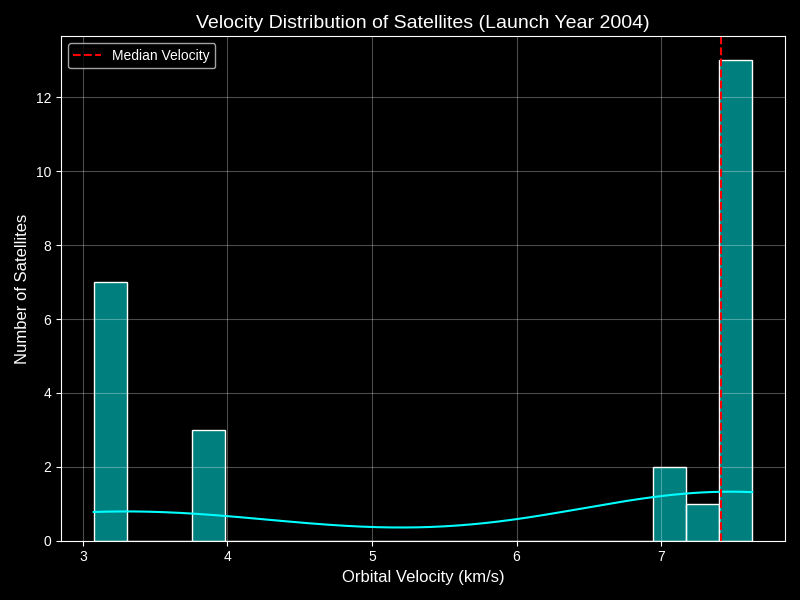 Velocity Distribution of Satellites (Launch Year 2004)
Median Velocity
Number of Satellites
12
10
8
6
4
2
0
3 4 5 6 7
Orbital Velocity (km/s)